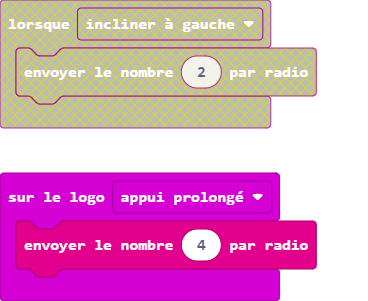 lorsque incliner à gauche
envoyer le nombre 2 par radio
sur le logo appui prolongé
envoyer le nombre 4 par radio